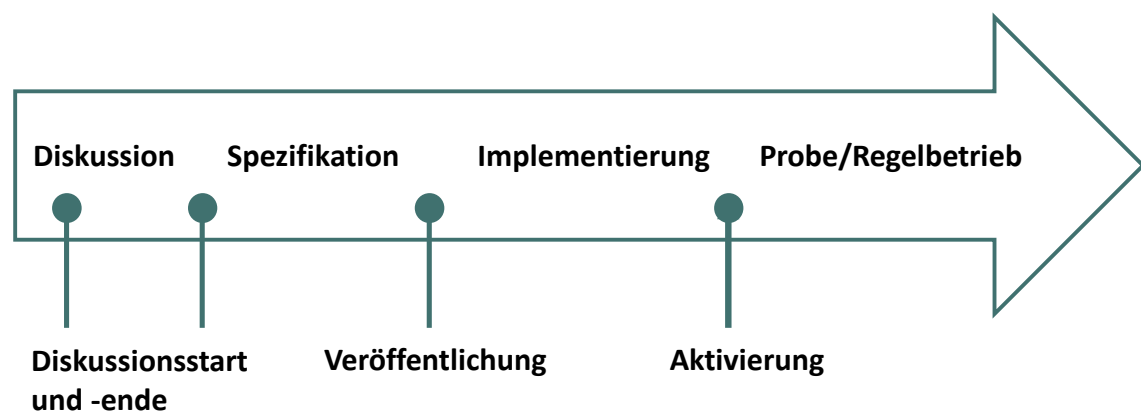 Diskussion Spezifikation Implementierung Probe/Regelbetrieb
Diskussionsstart
und -ende
Veröffentlichung
Aktivierung